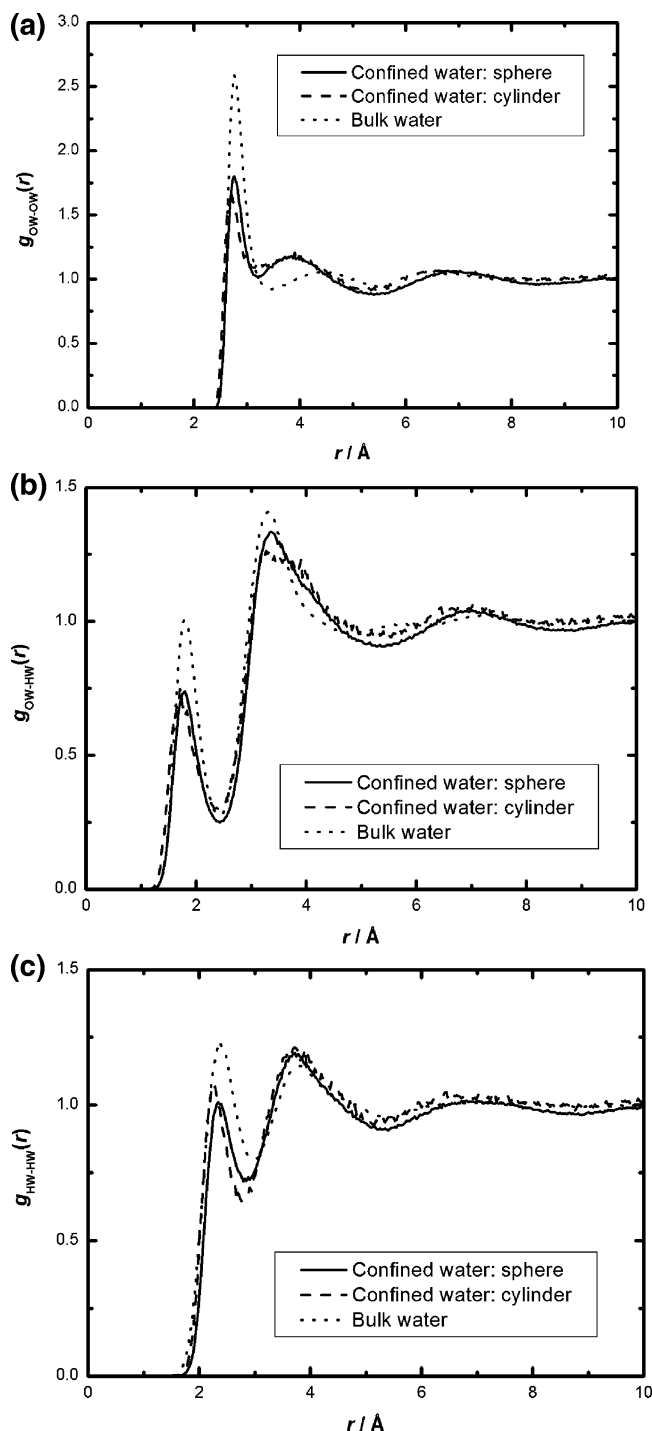 (a)
3.0
2.5
2.0
1.5
1.0
0.5
0.0
g_OW-OW(r)
Confined water: sphere
Confined water: cylinder
Bulk water
0 2 4 6 8 10
r / Å
(b)
1.5
1.0
0.5
0.0
g_OW-HW(r)
Confined water: sphere
Confined water: cylinder
Bulk water
0 2 4 6 8 10
r / Å
(c)
1.5
1.0
0.5
0.0
g_HW-HW(r)
Confined water: sphere
Confined water: cylinder
Bulk water
0 2 4 6 8 10
r / Å